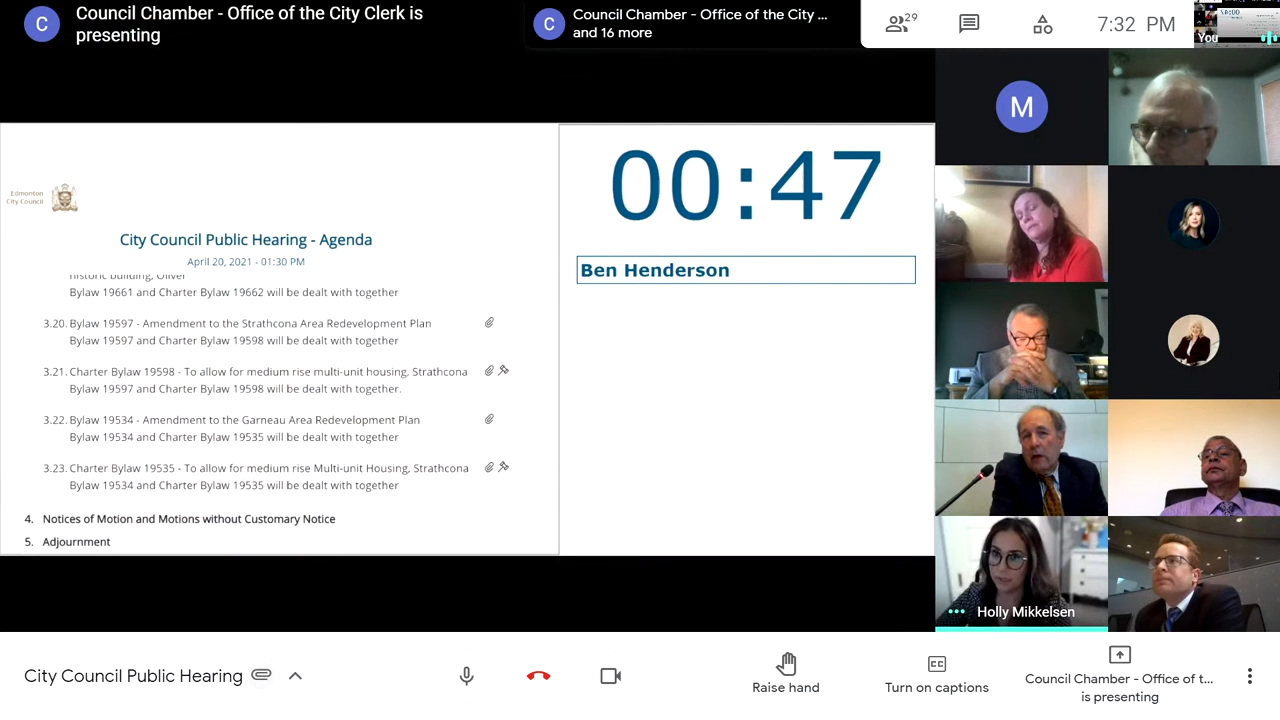 C
Council Chamber - Office of the City Clerk is
presenting
C
Council Chamber - Office of the City ...
and 16 more
29
7:32 PM
You
M
Edmonton
City Council
City Council Public Hearing - Agenda
April 20, 2021 - 01:30 PM
historic building, Oliver
Bylaw 19661 and Charter Bylaw 19662 will be dealt with together
3.20. Bylaw 19597 - Amendment to the Strathcona Area Redevelopment Plan
Bylaw 19597 and Charter Bylaw 19598 will be dealt with together
3.21. Charter Bylaw 19598 - To allow for medium rise multi-unit housing, Strathcona
Bylaw 19597 and Charter Bylaw 19598 will be dealt with together.
3.22. Bylaw 19534 - Amendment to the Garneau Area Redevelopment Plan
Bylaw 19534 and Charter Bylaw 19535 will be dealt with together
3.23. Charter Bylaw 19535 - To allow for medium rise Multi-unit Housing, Strathcona
Bylaw 19534 and Charter Bylaw 19535 will be dealt with together
4. Notices of Motion and Motions without Customary Notice
5. Adjournment
00:47
Ben Henderson
Holly Mikkelsen
City Council Public Hearing
Raise hand
CC
Turn on captions
Council Chamber - Office of t...
is presenting